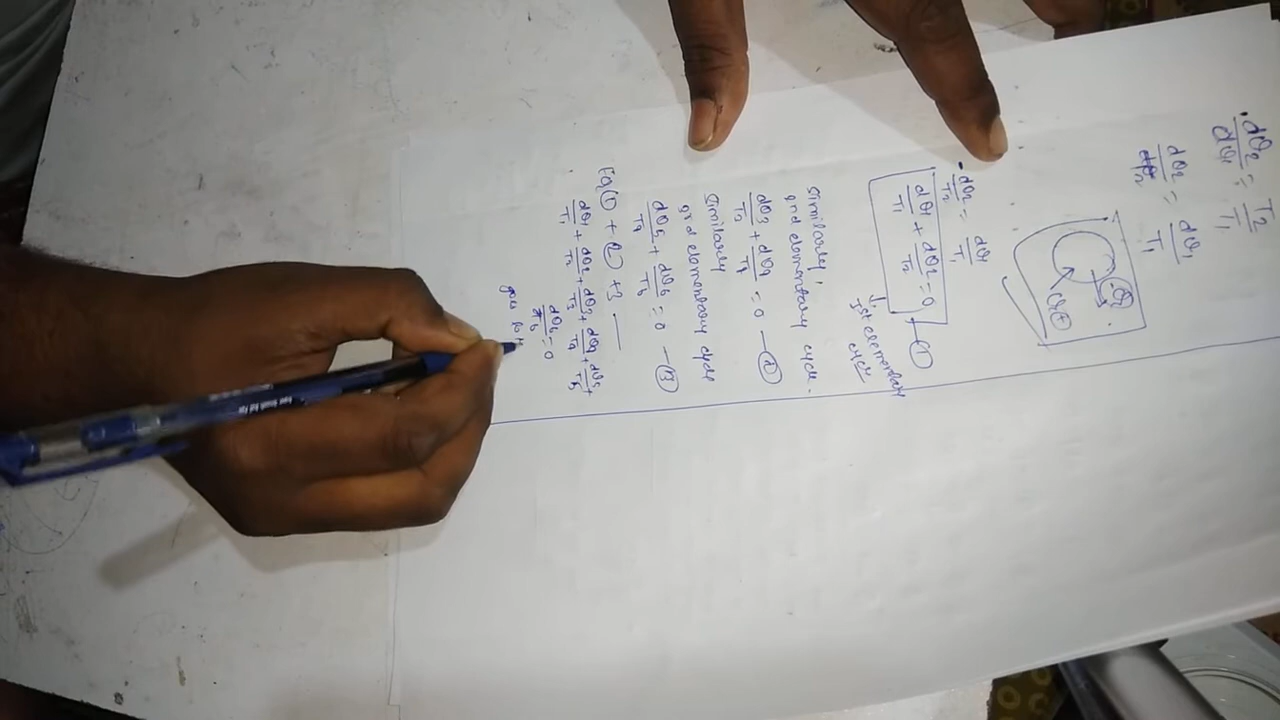 dQ2/dQ1 = T2/T1
dQ2/T2 = dQ1/T1
-dQ2/T2 = dQ1/T1
dQ1/T1 + dQ2/T2 = 0 — ①
↓
1st elementary
cycle
Similarly,
2nd elementary cycle.
dQ3/T3 + dQ4/T4 = 0 — ②
Similarly
3rd elementary cycle
dQ5/T5 + dQ6/T6 = 0 — ③
Eq ① + ② + 3
dQ1/T1 + dQ2/T2 + dQ3/T3 + dQ4/T4 + dQ5/T5 +
dQ6/T6 = 0